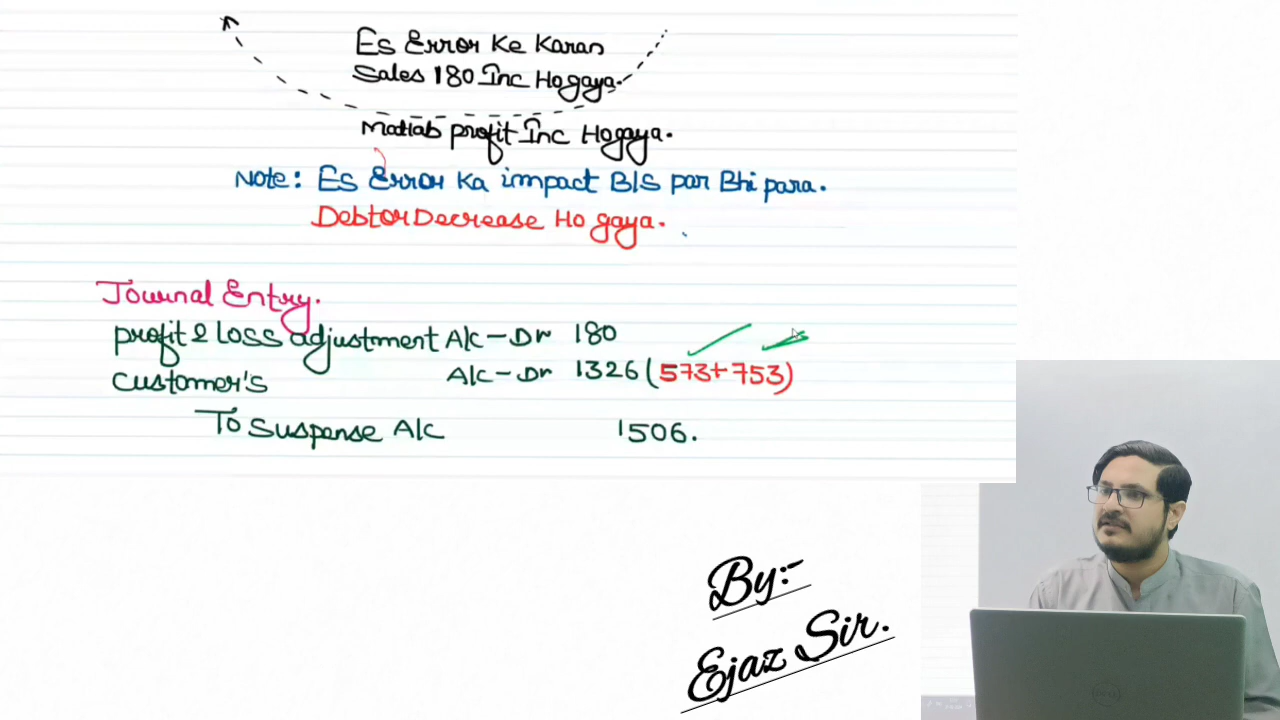 Es Error Ke Karan
Sales 180 Inc Hogaya.
Matlab profit Inc Hogaya.
Note: Es Error Ka impact B/S par Bhi para.
Debtor Decrease Ho gaya.
Journal Entry.
profit & Loss adjustment A/c - Dr 180
Customer's A/c - Dr 1326 (573+753)
To Suspense A/c 1506.
By:-
Ejaz Sir.